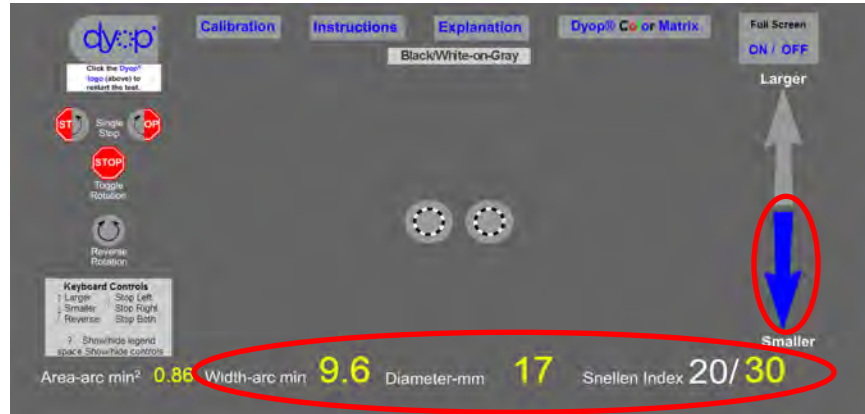 dyop®
Calibration
Instructions
Explanation
Dyop® Color Matrix
Full Screen
ON / OFF
Black/White-on-Gray
Click the Dyop®
logo (above) to
restart the test.
Larger
ST OP
Single
Stop
STOP
Toggle
Rotation
Reverse
Rotation
Keyboard Controls
↑ Larger Stop Left
↓ Smaller Stop Right
Reverse Stop Both
? Show/hide legend
space Show/hide controls
Smaller
Area-arc min² 0.86 Width-arc min 9.6 Diameter-mm 17 Snellen Index 20/30